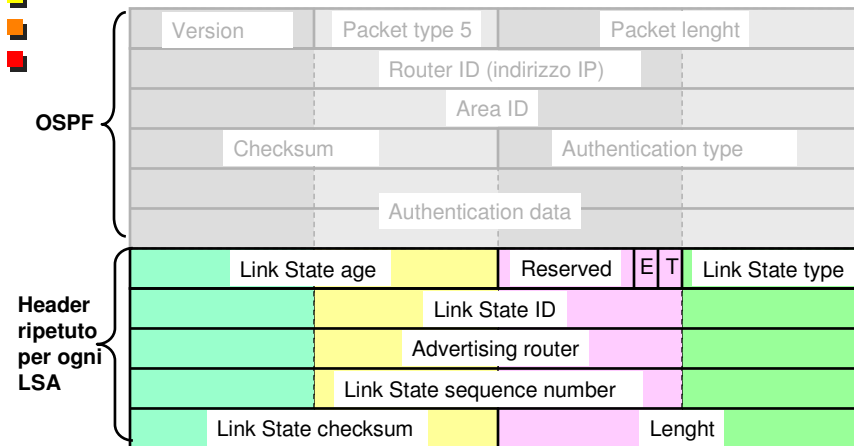 Version Packet type 5 Packet lenght
Router ID (indirizzo IP)
Area ID
OSPF
Checksum Authentication type
Authentication data
Link State age Reserved E T Link State type
Header
ripetuto
per ogni
LSA
Link State ID
Advertising router
Link State sequence number
Link State checksum Lenght